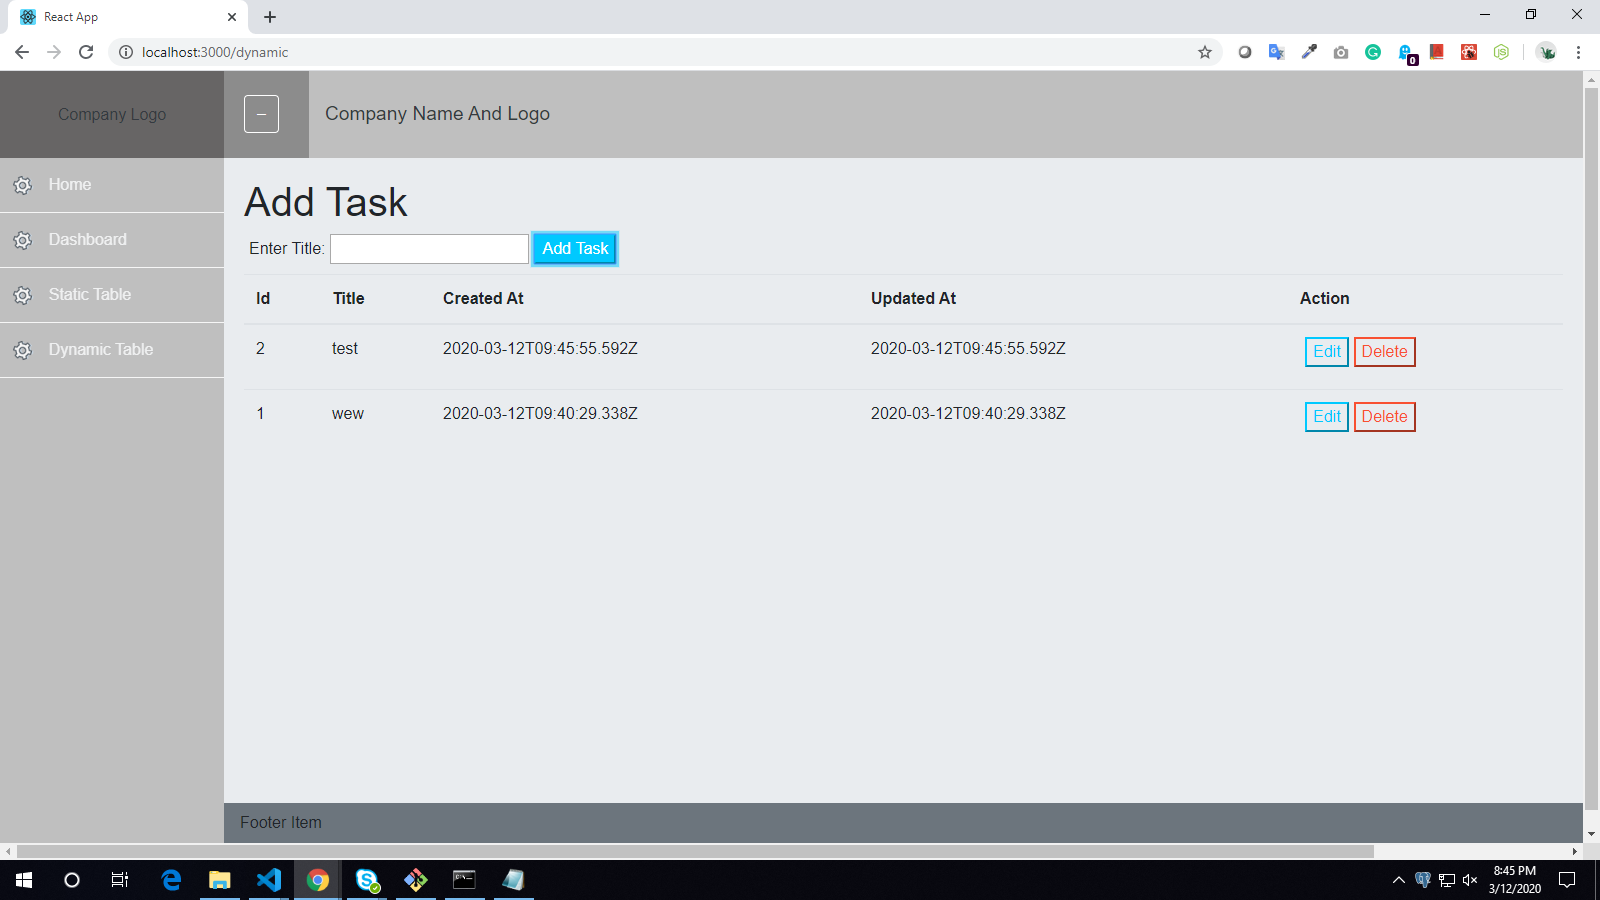 React App
localhost:3000/dynamic
0
Company Logo
–
Company Name And Logo
Home
Dashboard
Static Table
Dynamic Table
Add Task
Enter Title: Add Task
Id Title Created At Updated At Action
2 test 2020-03-12T09:45:55.592Z 2020-03-12T09:45:55.592Z Edit Delete
1 wew 2020-03-12T09:40:29.338Z 2020-03-12T09:40:29.338Z Edit Delete
Footer Item
8:45 PM
3/12/2020